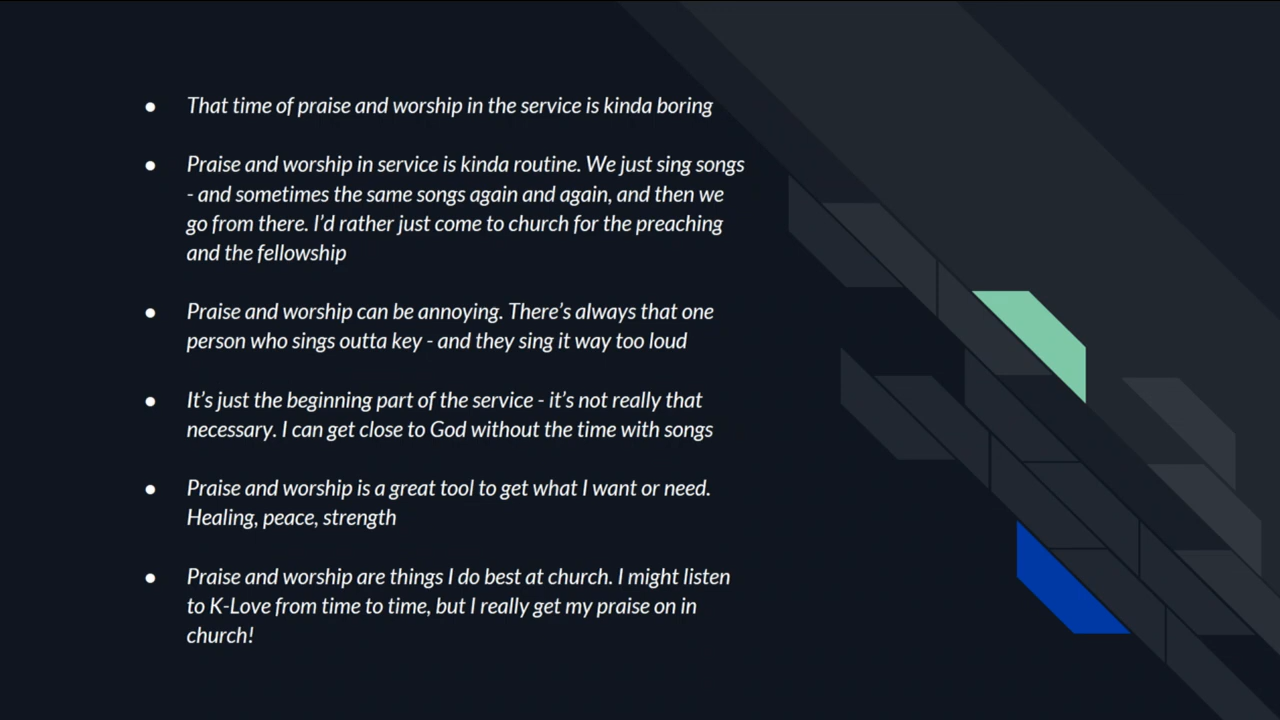 ● That time of praise and worship in the service is kinda boring
● Praise and worship in service is kinda routine. We just sing songs
- and sometimes the same songs again and again, and then we
go from there. I’d rather just come to church for the preaching
and the fellowship
● Praise and worship can be annoying. There’s always that one
person who sings outta key - and they sing it way too loud
● It’s just the beginning part of the service - it’s not really that
necessary. I can get close to God without the time with songs
● Praise and worship is a great tool to get what I want or need.
Healing, peace, strength
● Praise and worship are things I do best at church. I might listen
to K-Love from time to time, but I really get my praise on in
church!